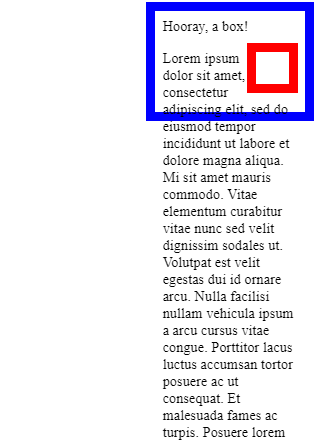 Hooray, a box!
Lorem ipsum
dolor sit amet,
consectetur
adipiscing elit, sed do
eiusmod tempor
incididunt ut labore et
dolore magna aliqua.
Mi sit amet mauris
commodo. Vitae
elementum curabitur
vitae nunc sed velit
dignissim sodales ut.
Volutpat est velit
egestas dui id ornare
arcu. Nulla facilisi
nullam vehicula ipsum
a arcu cursus vitae
congue. Porttitor lacus
luctus accumsan tortor
posuere ac ut
consequat. Et
malesuada fames ac
turpis. Posuere lorem